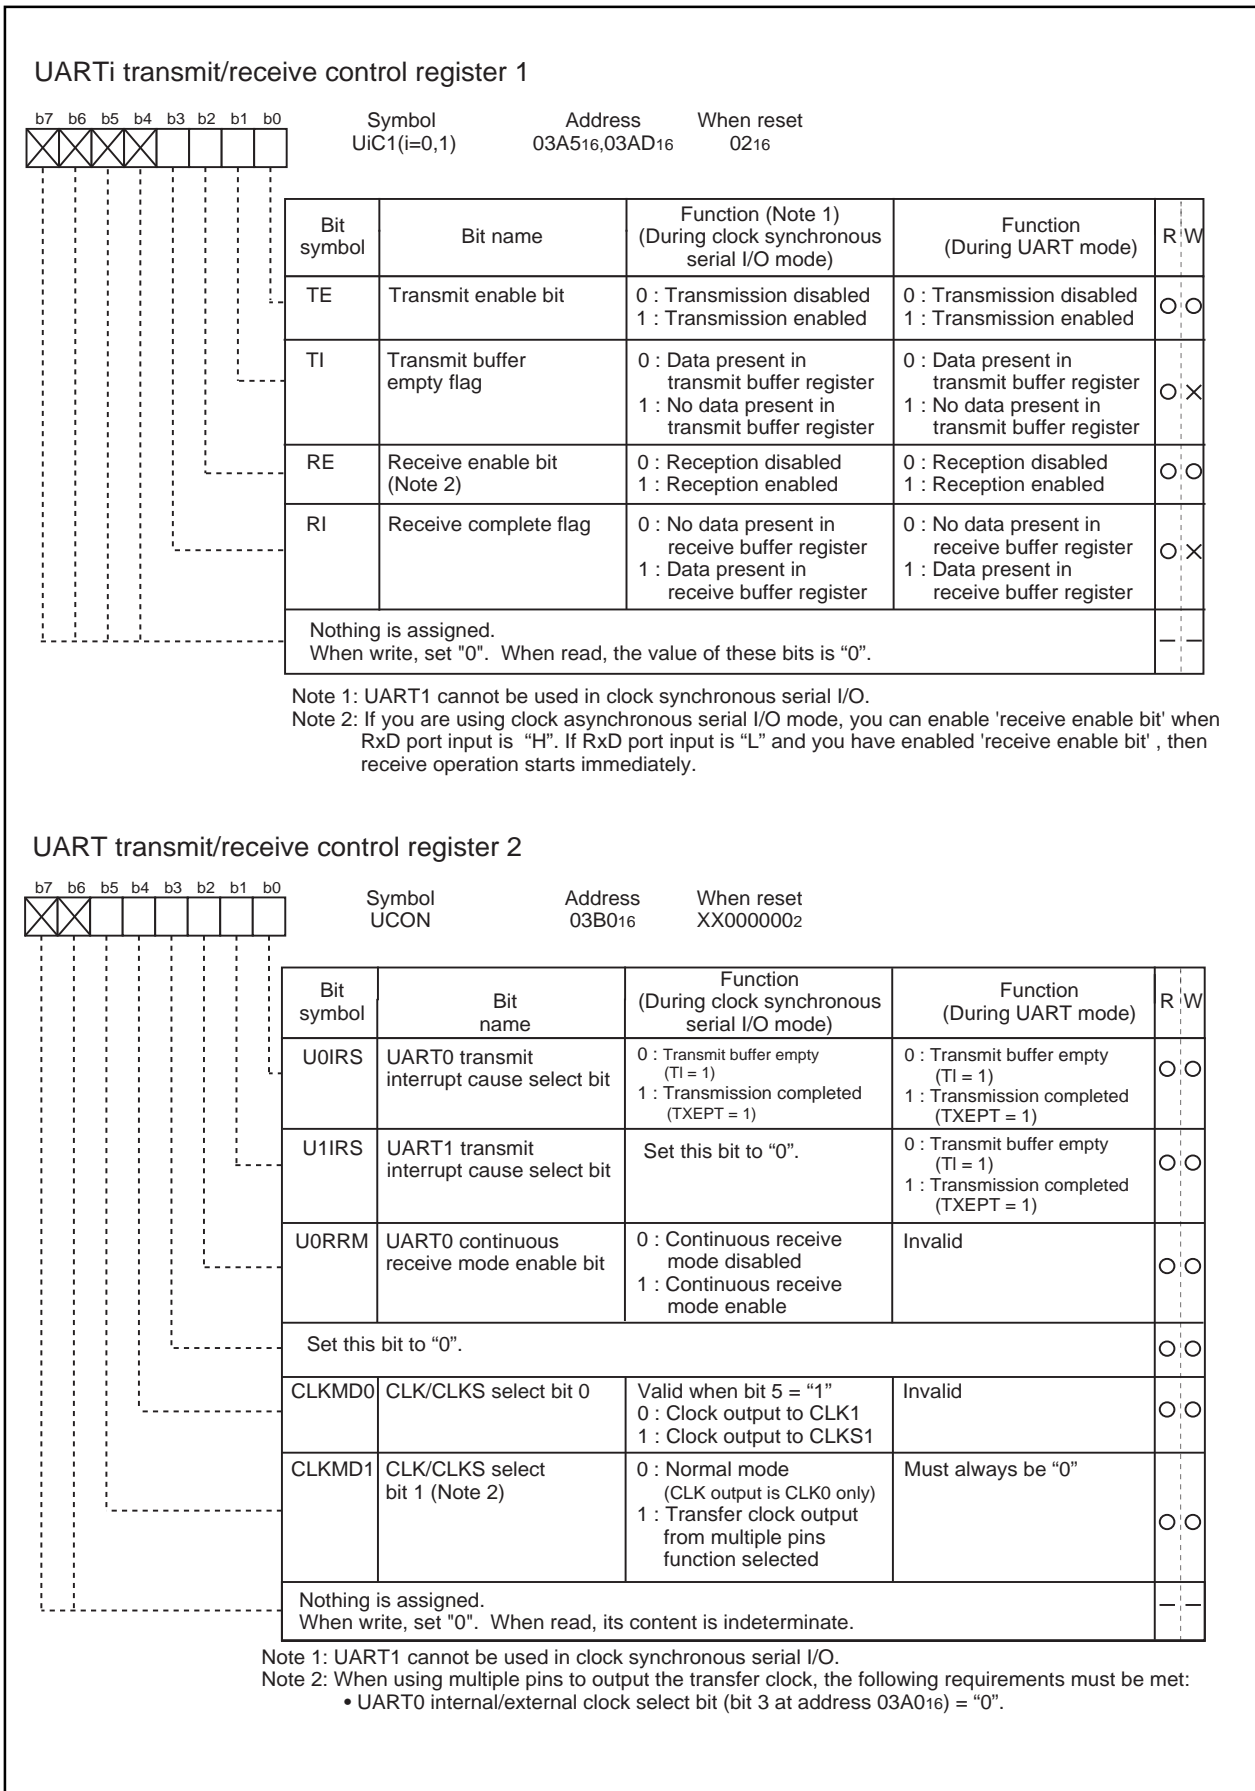 UARTi transmit/receive control register 1
b7 b6 b5 b4 b3 b2 b1 b0
Symbol Address When reset
UiC1(i=0,1) 03A516,03AD16 0216
Bit symbol Bit name Function (Note 1) (During clock synchronous serial I/O mode) Function (During UART mode) R W
TE Transmit enable bit 0 : Transmission disabled 0 : Transmission disabled
1 : Transmission enabled 1 : Transmission enabled
TI Transmit buffer 0 : Data present in 0 : Data present in
empty flag transmit buffer register transmit buffer register
1 : No data present in 1 : No data present in
transmit buffer register transmit buffer register
RE Receive enable bit 0 : Reception disabled 0 : Reception disabled
(Note 2) 1 : Reception enabled 1 : Reception enabled
RI Receive complete flag 0 : No data present in 0 : No data present in
receive buffer register receive buffer register
1 : Data present in 1 : Data present in
receive buffer register receive buffer register
Nothing is assigned.
When write, set "0". When read, the value of these bits is “0”.
Note 1: UART1 cannot be used in clock synchronous serial I/O.
Note 2: If you are using clock asynchronous serial I/O mode, you can enable 'receive enable bit' when
RxD port input is “H”. If RxD port input is “L” and you have enabled 'receive enable bit' , then
receive operation starts immediately.
UART transmit/receive control register 2
b7 b6 b5 b4 b3 b2 b1 b0
Symbol Address When reset
UCON 03B016 XX0000002
Bit symbol Bit name Function (During clock synchronous serial I/O mode) Function (During UART mode) R W
U0IRS UART0 transmit 0 : Transmit buffer empty 0 : Transmit buffer empty
interrupt cause select bit (TI = 1) (TI = 1)
1 : Transmission completed 1 : Transmission completed
(TXEPT = 1) (TXEPT = 1)
U1IRS UART1 transmit Set this bit to “0”. 0 : Transmit buffer empty
interrupt cause select bit (TI = 1)
1 : Transmission completed
(TXEPT = 1)
U0RRM UART0 continuous 0 : Continuous receive Invalid
receive mode enable bit mode disabled
1 : Continuous receive
mode enable
Set this bit to “0”.
CLKMD0 CLK/CLKS select bit 0 Valid when bit 5 = “1” Invalid
0 : Clock output to CLK1
1 : Clock output to CLKS1
CLKMD1 CLK/CLKS select 0 : Normal mode Must always be “0”
bit 1 (Note 2) (CLK output is CLK0 only)
1 : Transfer clock output
from multiple pins
function selected
Nothing is assigned.
When write, set "0". When read, its content is indeterminate.
Note 1: UART1 cannot be used in clock synchronous serial I/O.
Note 2: When using multiple pins to output the transfer clock, the following requirements must be met:
• UART0 internal/external clock select bit (bit 3 at address 03A016) = “0”.